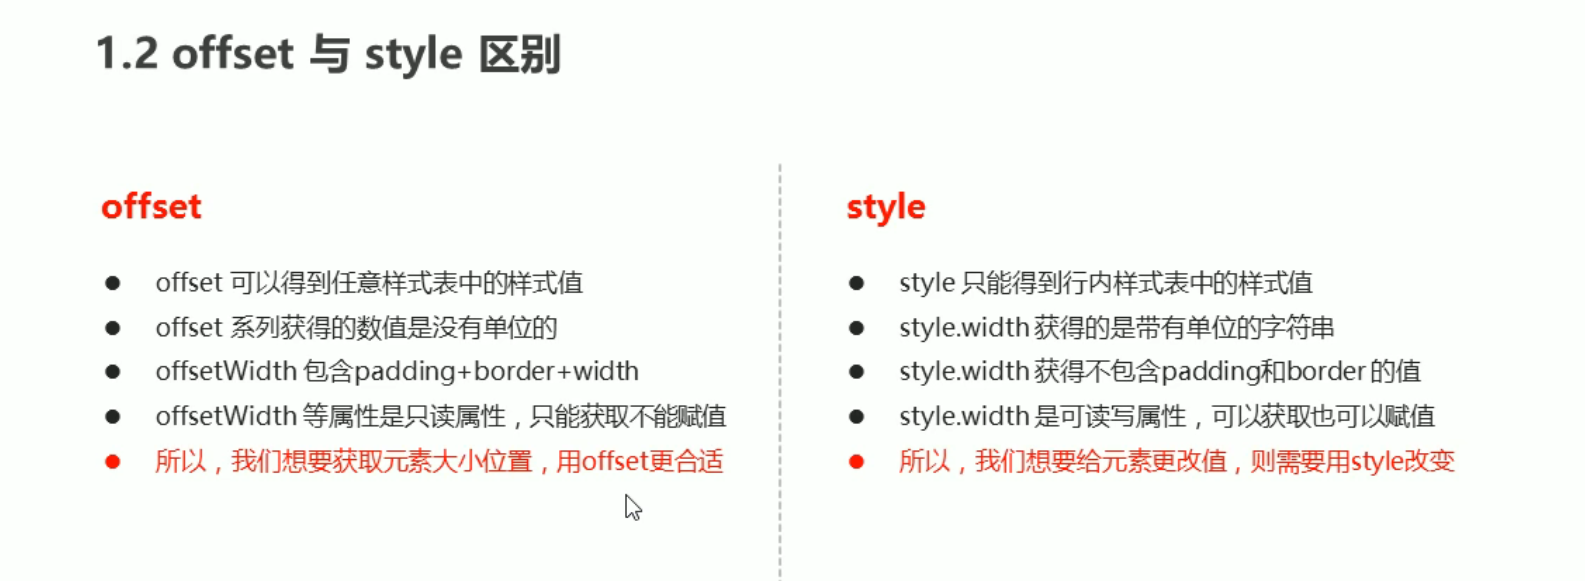 1.2 offset 与 style 区别
offset
offset 可以得到任意样式表中的样式值
offset 系列获得的数值是没有单位的
offsetWidth 包含padding+border+width
offsetWidth 等属性是只读属性，只能获取不能赋值
所以，我们想要获取元素大小位置，用offset更合适
style
style 只能得到行内样式表中的样式值
style.width 获得的是带有单位的字符串
style.width 获得不包含padding和border 的值
style.width 是可读写属性，可以获取也可以赋值
所以，我们想要给元素更改值，则需要用style改变